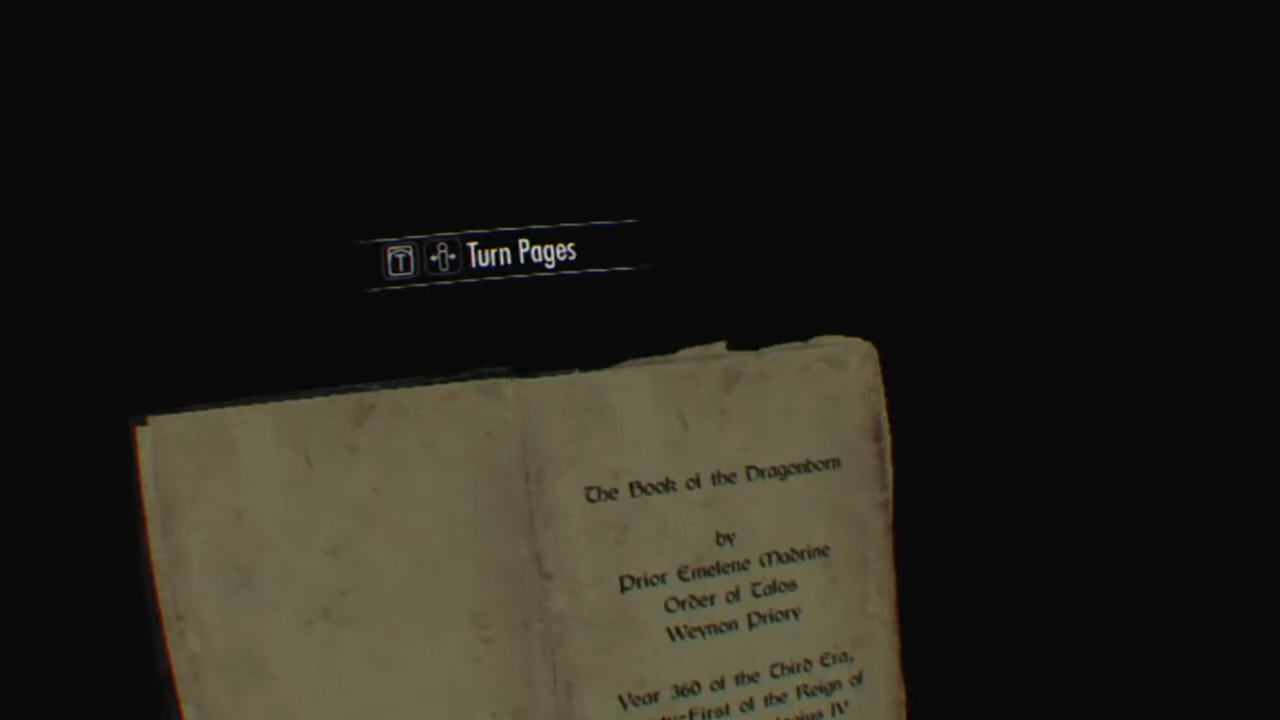 Turn Pages
The Book of the Dragonborn
by
Prior Emelene Madrine
Order of Talos
Weynon Priory
Year 360 of the Third Era,
First of the Reign of
IV